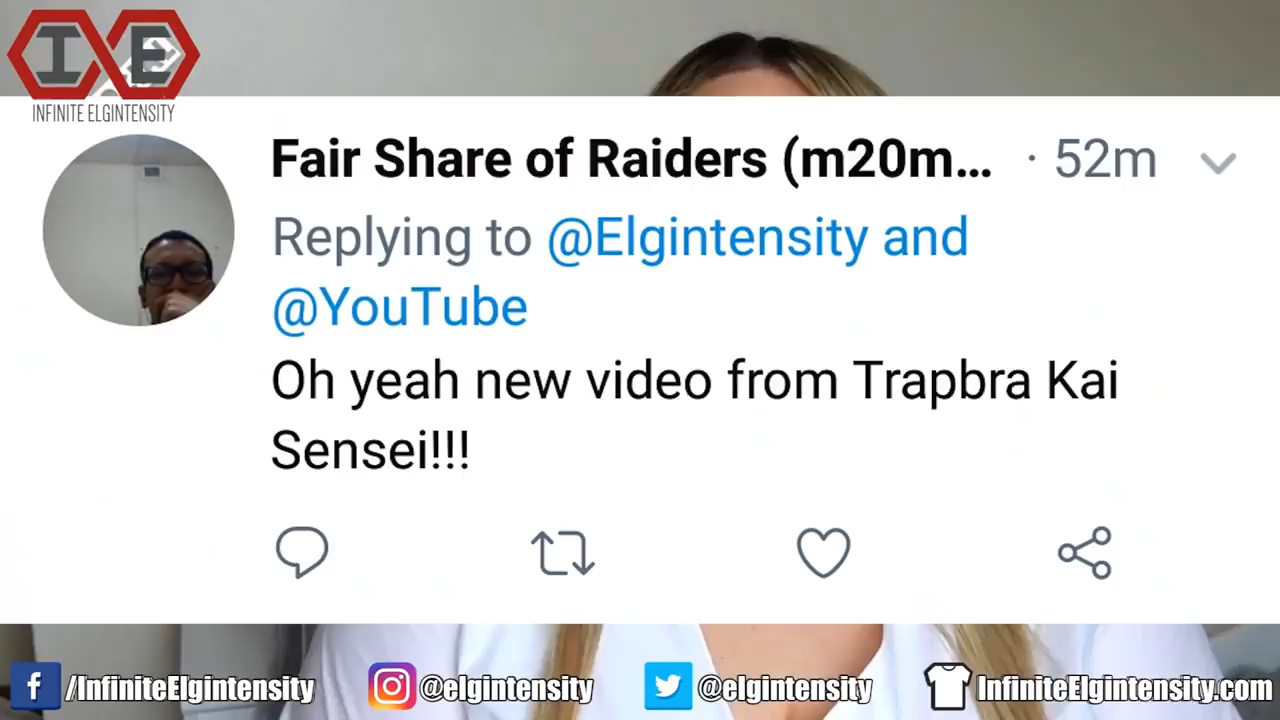 IE
INFINITE ELGINTENSITY
Fair Share of Raiders (m20m... · 52m
Replying to @Elgintensity and
@YouTube
Oh yeah new video from Trapbra Kai
Sensei!!!
f /InfiniteElgintensity @elgintensity @elgintensity InfiniteElgintensity.com